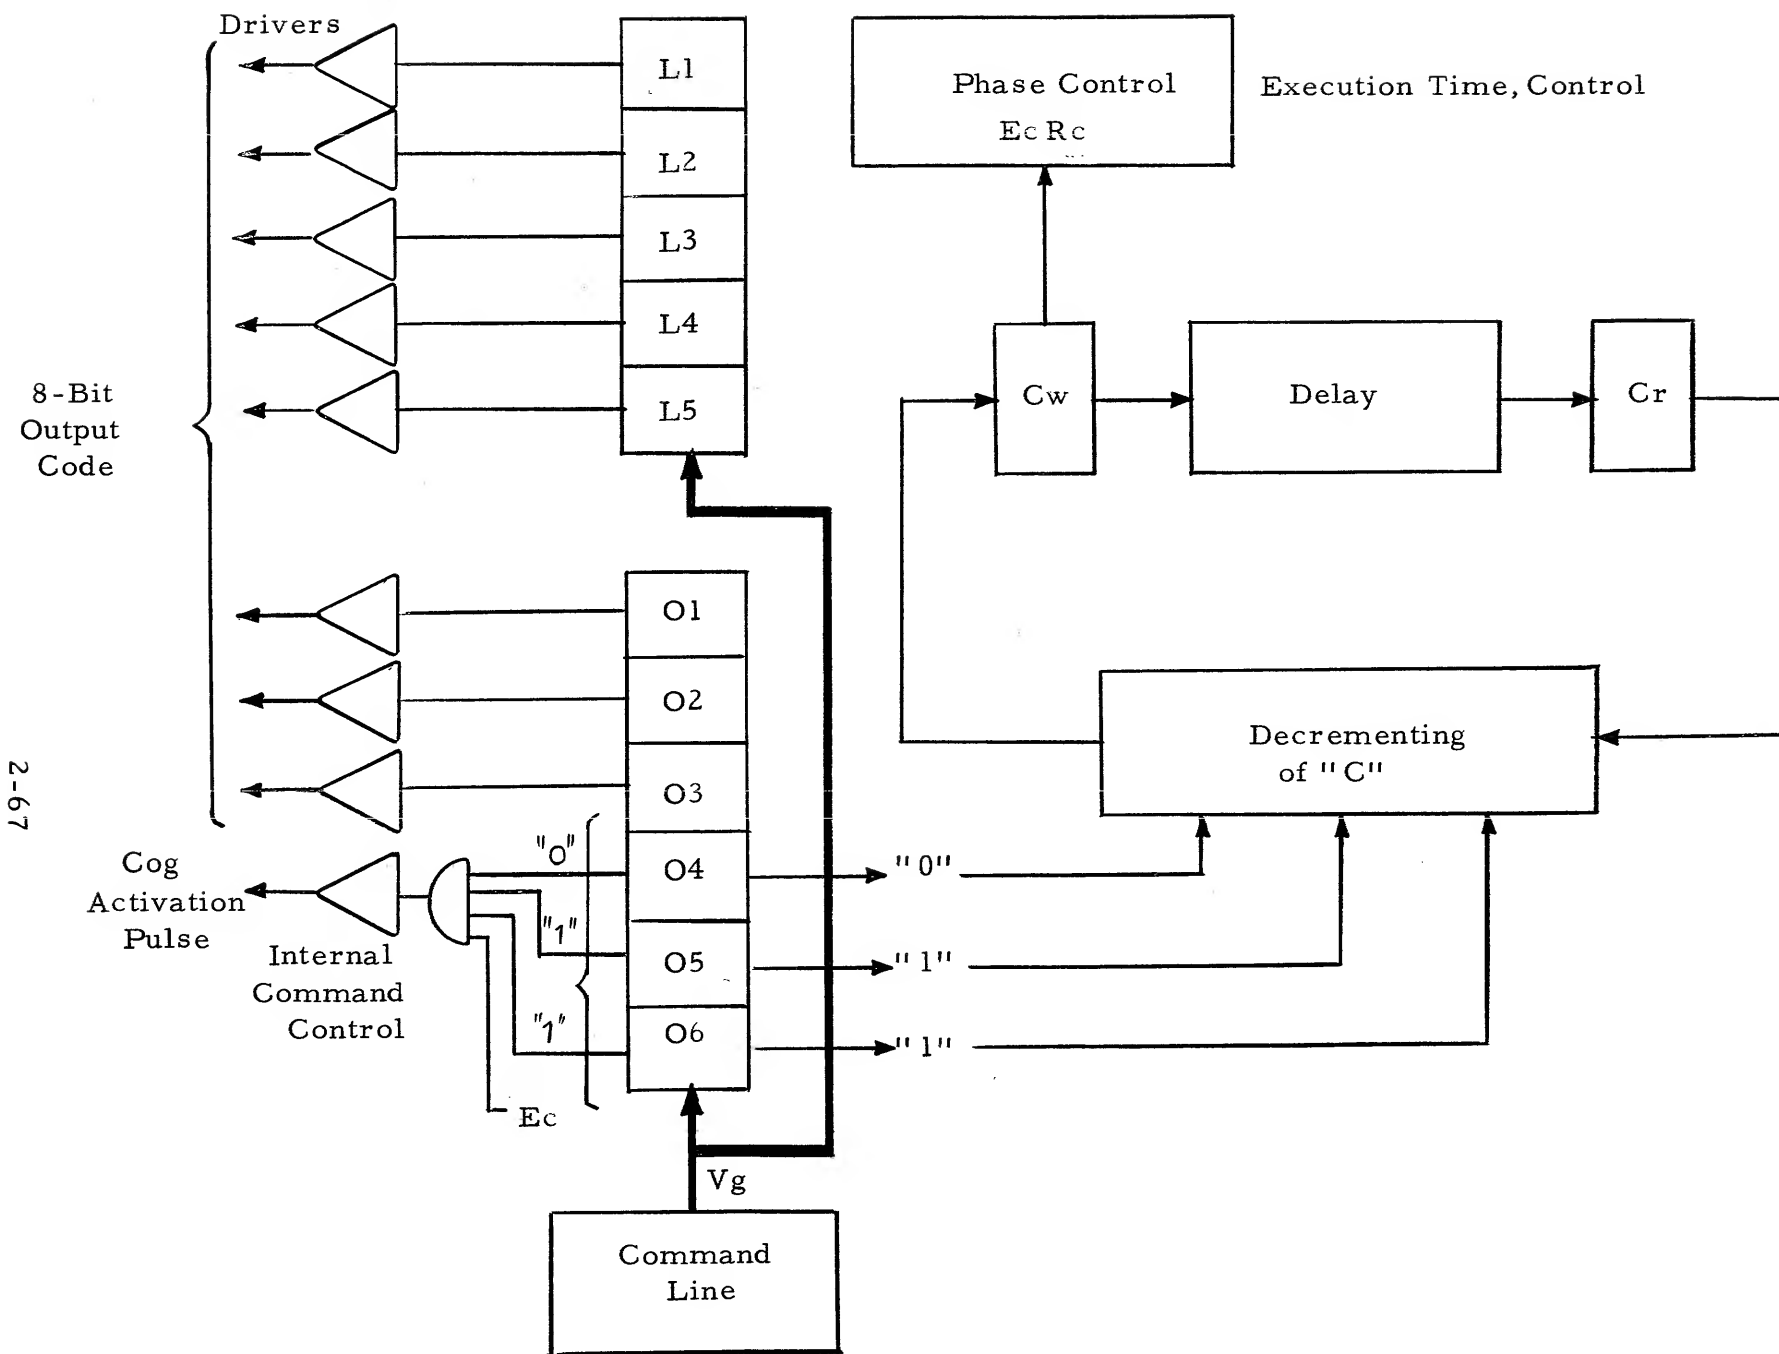 Drivers
L1
L2
L3
L4
L5
8-Bit
Output
Code
Phase Control
Ec Rc
Execution Time, Control
Cw
Delay
Cr
O1
O2
O3
O4
O5
O6
Decrementing
of "C"
"0"
"1"
"1"
"0"
"1"
"1"
Cog
Activation
Pulse
Internal
Command
Control
Ec
Vg
Command
Line
2-67